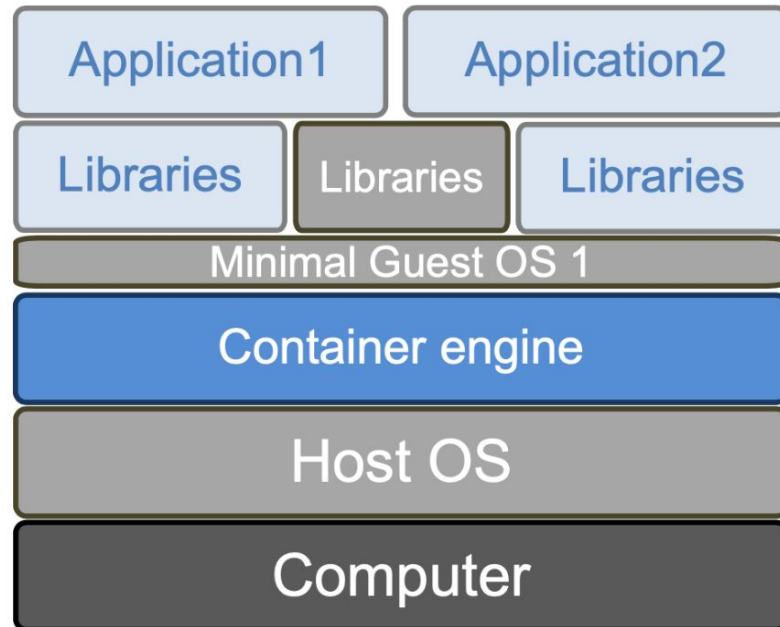 Application1 Application2
Libraries Libraries Libraries
Minimal Guest OS 1
Container engine
Host OS
Computer